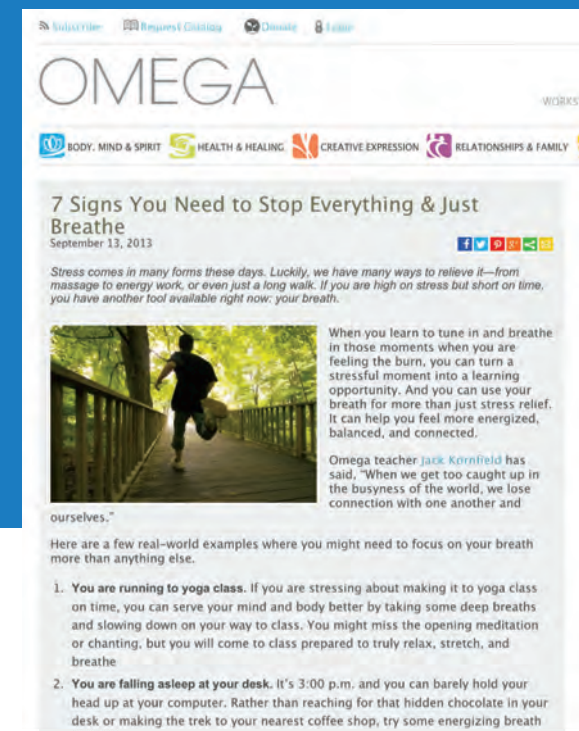 Subscribe Request Catalog Donate Login
OMEGA
WORKS
BODY, MIND & SPIRIT HEALTH & HEALING CREATIVE EXPRESSION RELATIONSHIPS & FAMILY
7 Signs You Need to Stop Everything & Just
Breathe
September 13, 2013
Stress comes in many forms these days. Luckily, we have many ways to relieve it—from
massage to energy work, or even just a long walk. If you are high on stress but short on time,
you have another tool available right now: your breath.
When you learn to tune in and breathe
in those moments when you are
feeling the burn, you can turn a
stressful moment into a learning
opportunity. And you can use your
breath for more than just stress relief.
It can help you feel more energized,
balanced, and connected.
Omega teacher Jack Kornfield has
said, "When we get too caught up in
the busyness of the world, we lose
connection with one another and
ourselves."
Here are a few real-world examples where you might need to focus on your breath
more than anything else.
1. You are running to yoga class. If you are stressing about making it to yoga class
on time, you can serve your mind and body better by taking some deep breaths
and slowing down on your way to class. You might miss the opening meditation
or chanting, but you will come to class prepared to truly relax, stretch, and
breathe
2. You are falling asleep at your desk. It's 3:00 p.m. and you can barely hold your
head up at your computer. Rather than reaching for that hidden chocolate in your
desk or making the trek to your nearest coffee shop, try some energizing breath